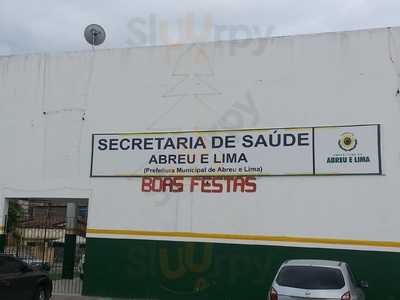 SECRETARIA DE SAÚDE
ABREU E LIMA
(Prefeitura Municipal de Abreu e Lima)
ABREU E LIMA
BOAS FESTAS